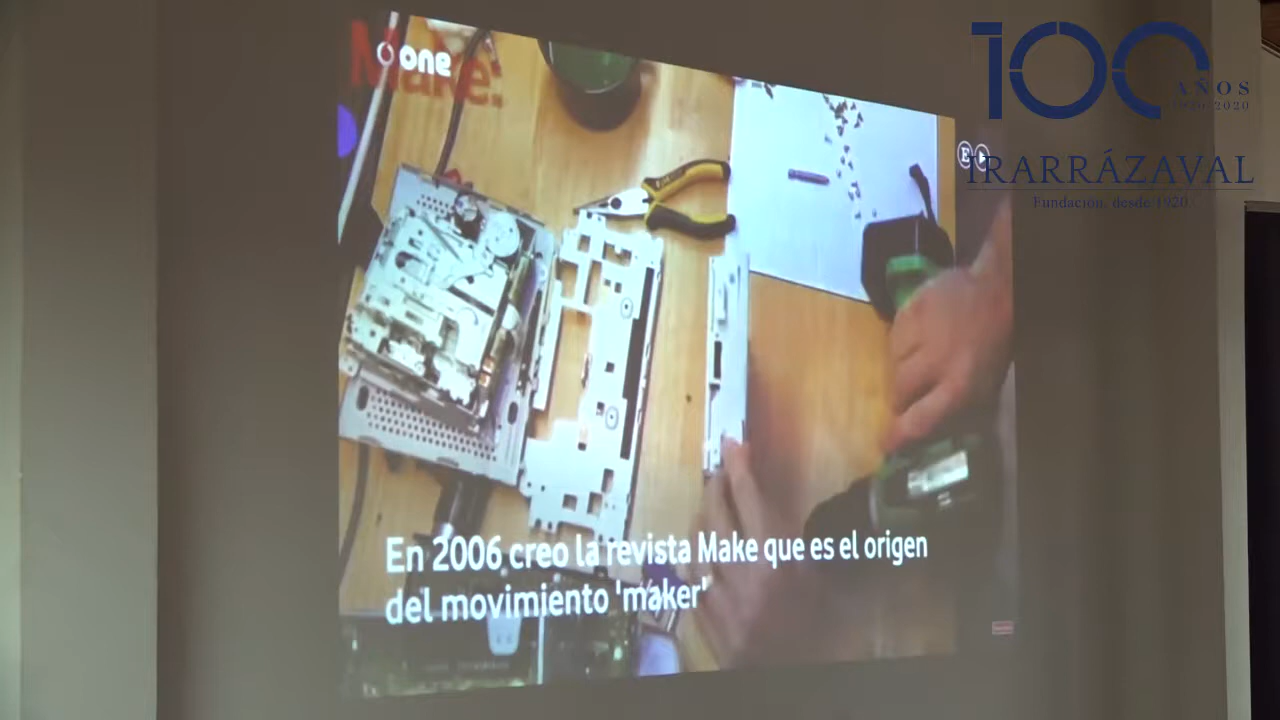 one
Make:
100
AÑOS
1920-2020
IRARRÁZAVAL
Fundación, desde 1920
E
En 2006 creo la revista Make que es el origen
del movimiento 'maker'